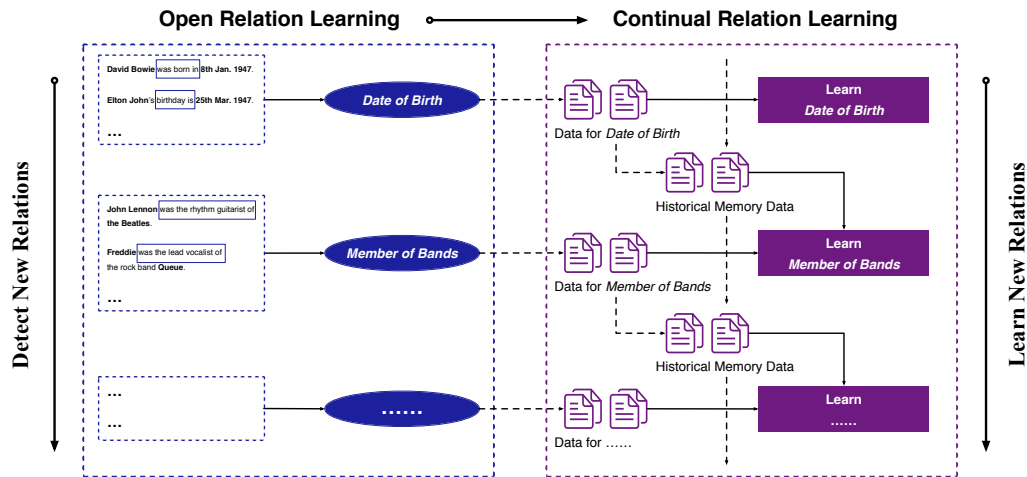 Open Relation Learning
Continual Relation Learning
Detect New Relations
David Bowie was born in 8th Jan. 1947.
Elton John's birthday is 25th Mar. 1947.
...
Date of Birth
Data for Date of Birth
Learn
Date of Birth
Historical Memory Data
John Lennon was the rhythm guitarist of
the Beatles.
Freddie was the lead vocalist of
the rock band Queue.
...
Member of Bands
Data for Member of Bands
Learn
Member of Bands
Historical Memory Data
...
...
......
Data for ......
Learn
......
Learn New Relations